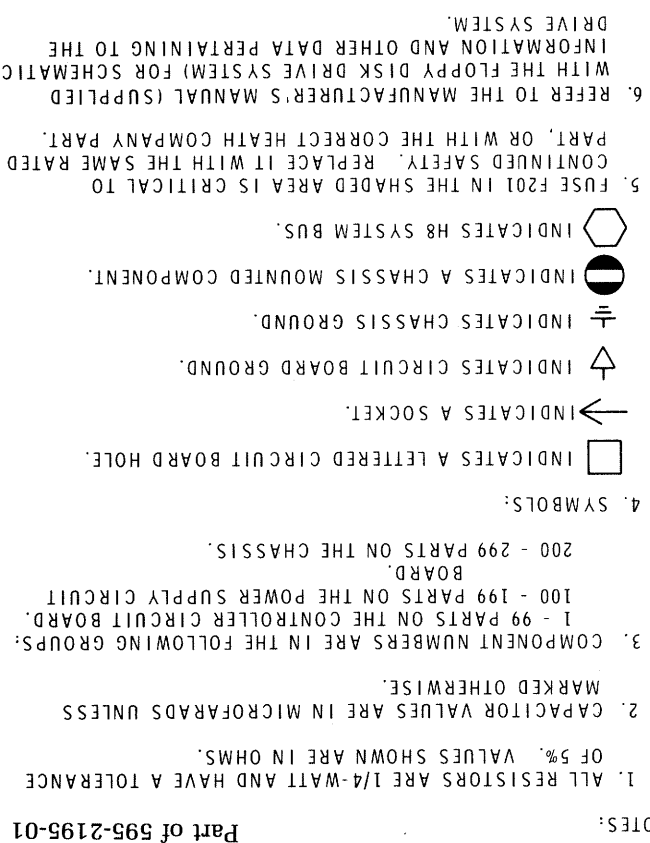 OTES:
Part of 595-2195-01
1. ALL RESISTORS ARE 1/4-WATT AND HAVE A TOLERANCE
OF 5%. VALUES SHOWN ARE IN OHMS.
2. CAPACITOR VALUES ARE IN MICROFARADS UNLESS
MARKED OTHERWISE.
3. COMPONENT NUMBERS ARE IN THE FOLLOWING GROUPS:
1 - 99 PARTS ON THE CONTROLLER CIRCUIT BOARD.
100 - 199 PARTS ON THE POWER SUPPLY CIRCUIT
BOARD.
200 - 299 PARTS ON THE CHASSIS.
4. SYMBOLS:
INDICATES A LETTERED CIRCUIT BOARD HOLE.
INDICATES A SOCKET.
INDICATES CIRCUIT BOARD GROUND.
INDICATES CHASSIS GROUND.
INDICATES A CHASSIS MOUNTED COMPONENT.
INDICATES H8 SYSTEM BUS.
5. FUSE F201 IN THE SHADED AREA IS CRITICAL TO
CONTINUED SAFETY. REPLACE IT WITH THE SAME RATED
PART, OR WITH THE CORRECT HEATH COMPANY PART.
6. REFER TO THE MANUFACTURER'S MANUAL (SUPPLIED
WITH THE FLOPPY DISK DRIVE SYSTEM) FOR SCHEMATIC
INFORMATION AND OTHER DATA PERTAINING TO THE
DRIVE SYSTEM.